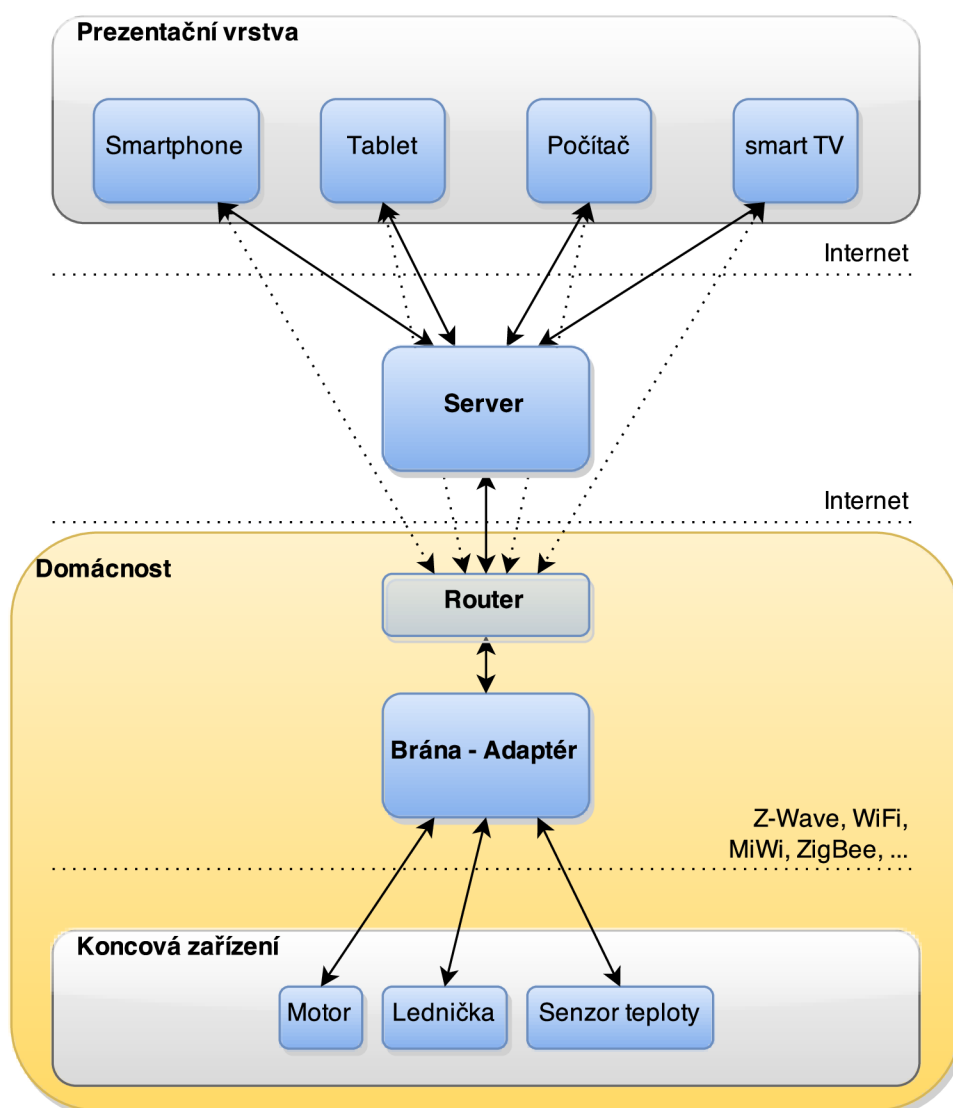 Prezentační vrstva
Smartphone
Tablet
Počítač
smart TV
Internet
Server
Internet
Domácnost
Router
Brána - Adaptér
Z-Wave, WiFi,
MiWi, ZigBee, ...
Koncová zařízení
Motor
Lednička
Senzor teploty